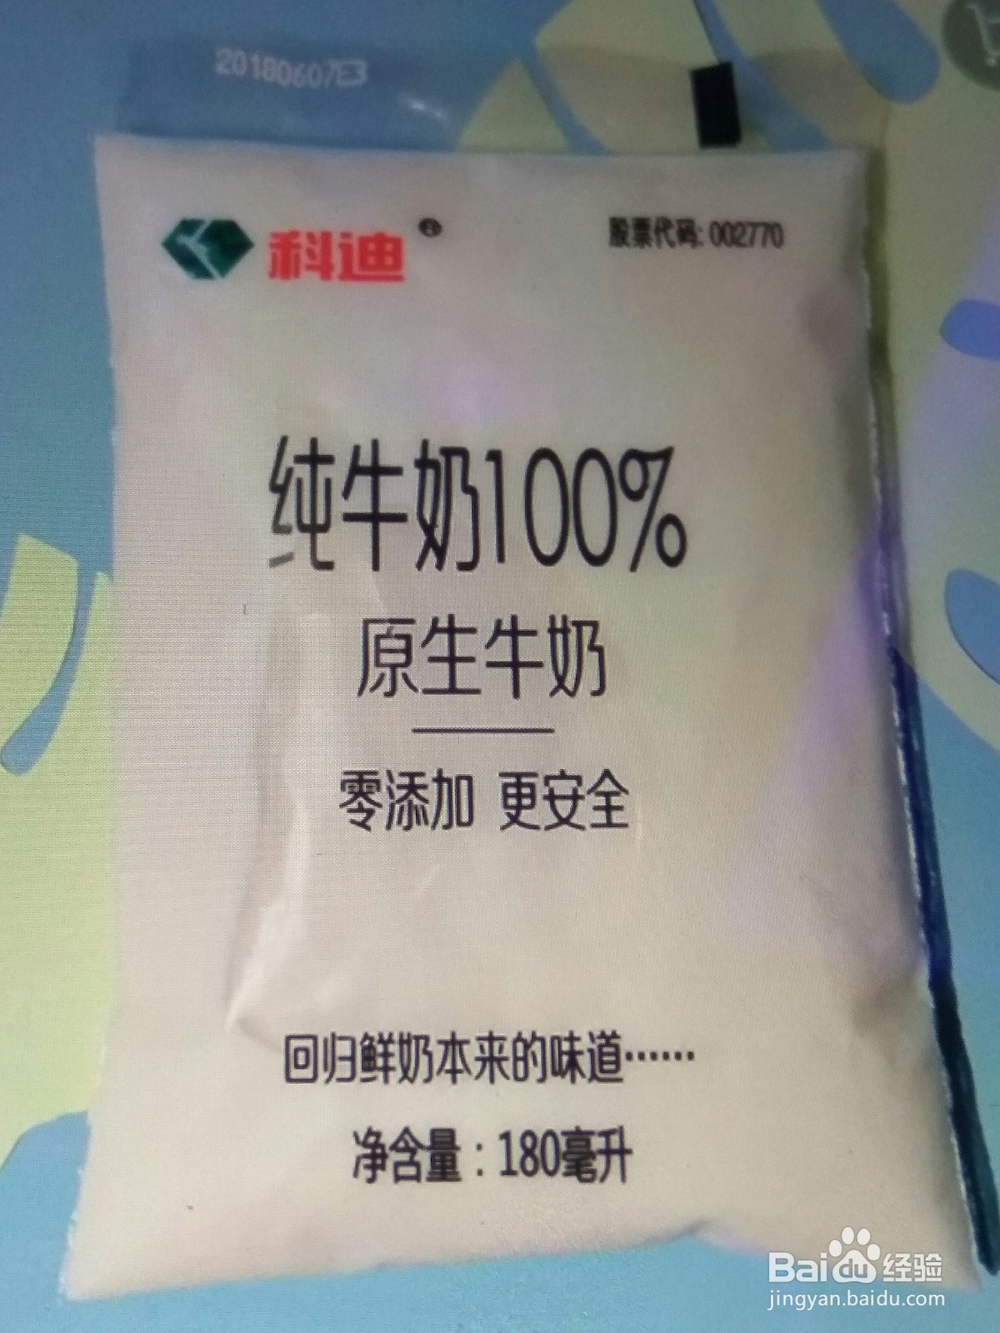 20180607E3
科迪®
股票代码: 002770
纯牛奶100%
原生牛奶
零添加 更安全
回归鲜奶本来的味道……
净含量：180毫升
Baidu经验
jingyan.baidu.com